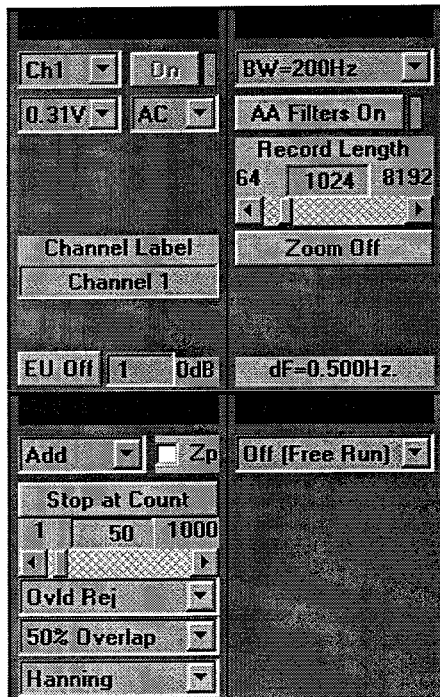 Ch1 On
0.31V AC
Channel Label
Channel 1
EU Off 1 0dB
BW=200Hz
AA Filters On
Record Length
64 1024 8192
Zoom Off
dF=0.500Hz.
Add Zp
Stop at Count
1 50 1000
Ovld Rej
50% Overlap
Hanning
Off (Free Run)